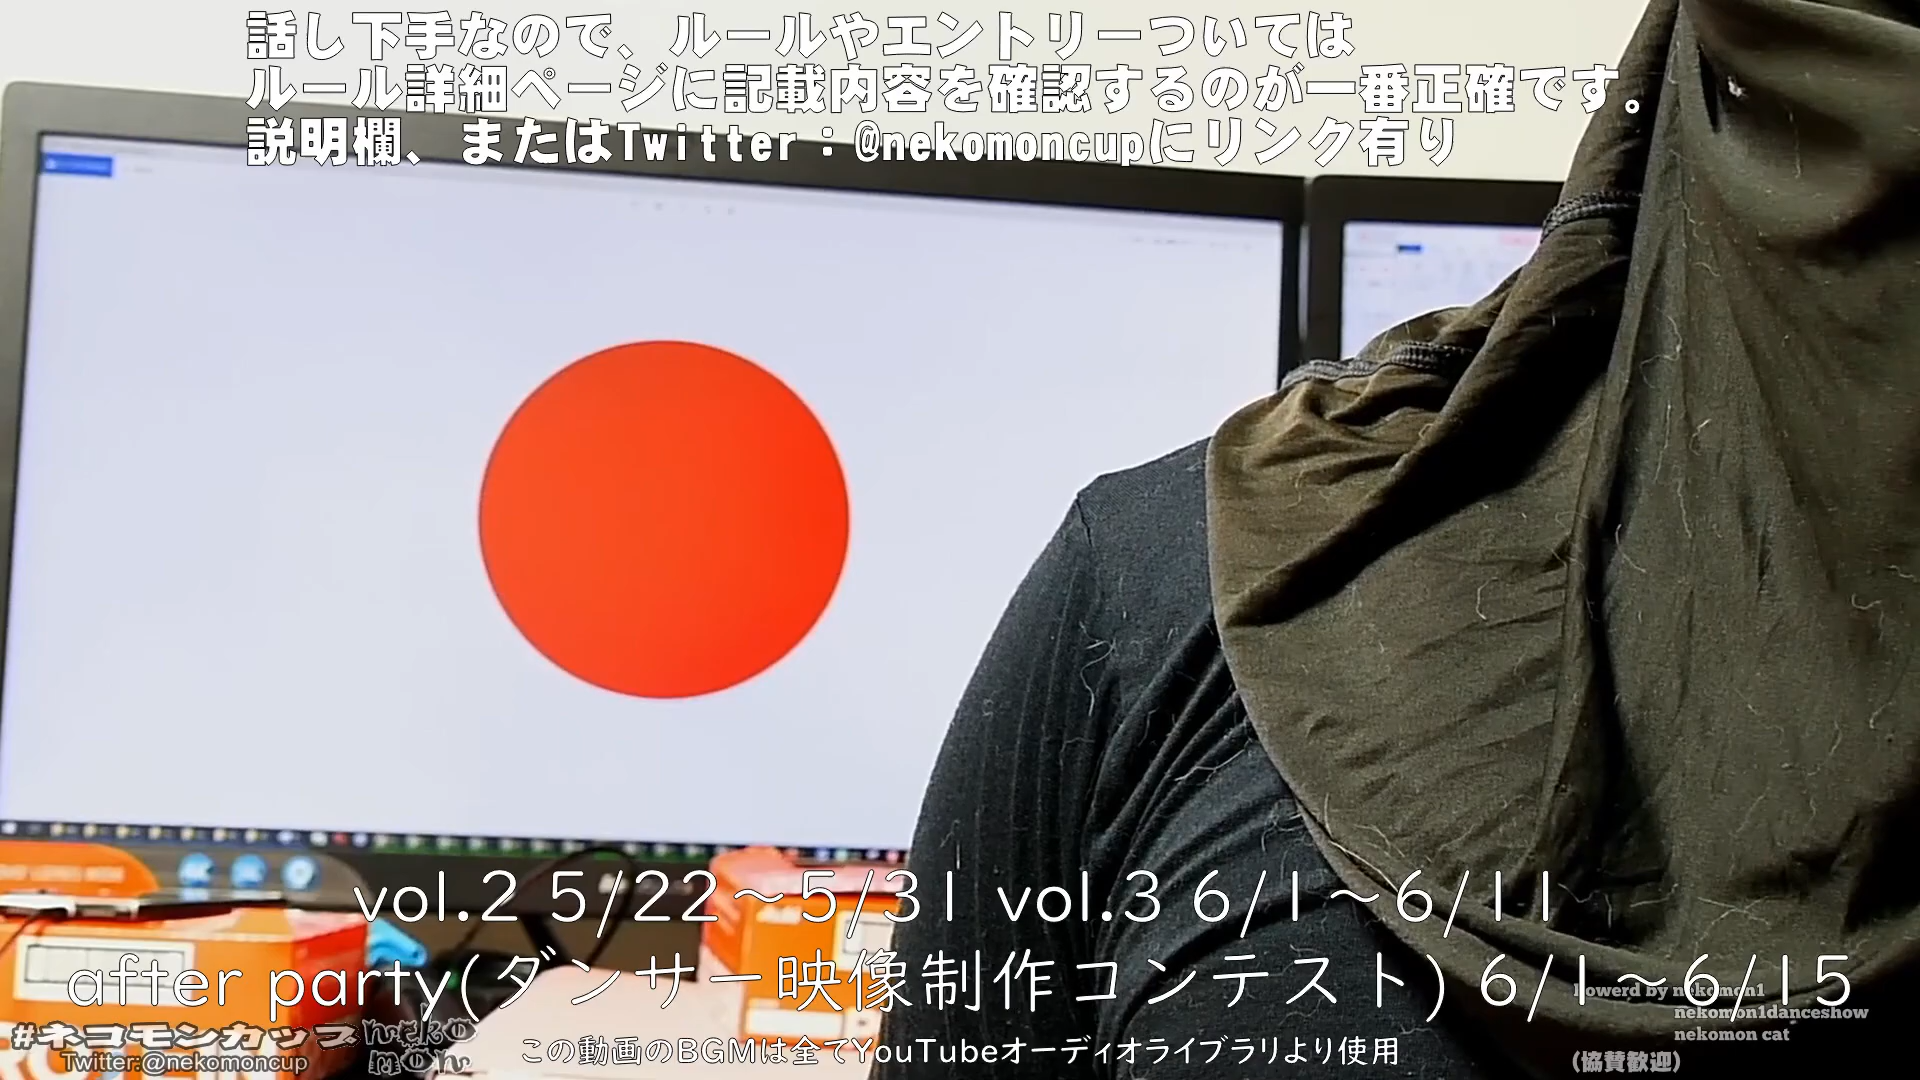 話し下手なので、ルールやエントリーついては
ルール詳細ページに記載内容を確認するのが一番正確です。
説明欄、またはTwitter：@nekomoncupにリンク有り
vol.2 5/22～5/31 vol.3 6/1～6/11
after party(ダンサー映像制作コンテスト) 6/1～6/15
Powerd by nekomon1
nekomon1danceshow
nekomon cat
(協賛歓迎)
#ネコモンカップ
Twitter:@nekomoncup
neko
mon
この動画のBGMは全てYouTubeオーディオライブラリより使用